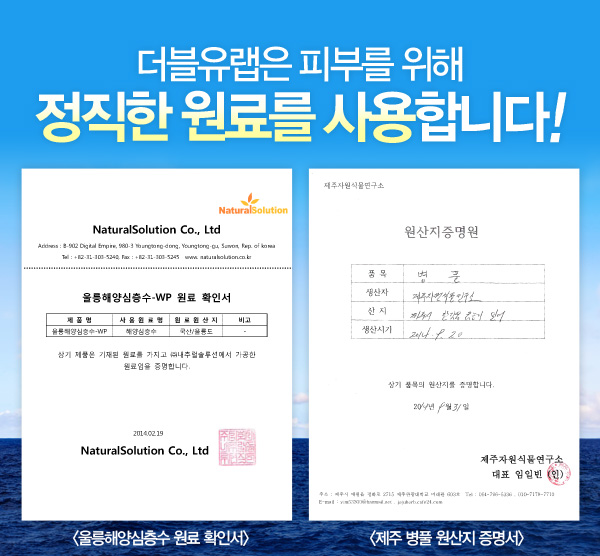 더블유랩은 피부를 위해
정직한 원료를 사용합니다!
NaturalSolution
NaturalSolution Co., Ltd
Address : B-902 Digital Empire, 980-3 Youngtong-dong, Youngtong-gu, Suwon, Rep. of korea
Tel : +82-31-303-5240, Fax : +82-31-303-5245 www. naturalsolution.co.kr
울릉해양심층수-WP 원료 확인서
제 품 명 사 용 원 료 명 원 료 원 산 지 비고
울릉해양심층수-WP 해양심층수 국산/울릉도 -
상기 제품은 기재된 원료를 가지고 ㈜내추럴솔루션에서 가공한
원료임을 증명합니다.
2014.02.19
NaturalSolution Co., Ltd
<울릉해양심층수 원료 확인서>
제주자원식물연구소
원산지증명원
품 목 병 풀
생산자 제주자원식물연구소
산 지 제주시
생산시기 2014. 9. 20
상기 품목의 원산지를 증명합니다.
2014년 월 31일
제주자원식물연구소
대표 임일빈 (인)
주소 : 제주시
Tel : 064-
E-mail :
<제주 병풀 원산지 증명서>